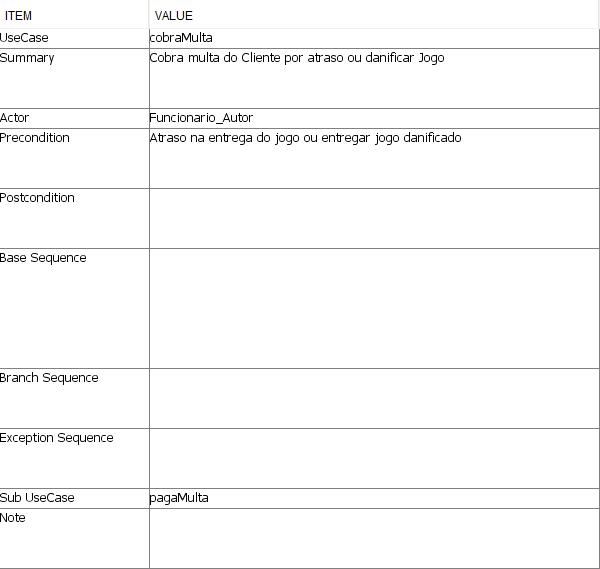 ITEM VALUE
UseCase cobraMulta
Summary Cobra multa do Cliente por atraso ou danificar Jogo
Actor Funcionario_Autor
Precondition Atraso na entrega do jogo ou entregar jogo danificado
Postcondition
Base Sequence
Branch Sequence
Exception Sequence
Sub UseCase pagaMulta
Note